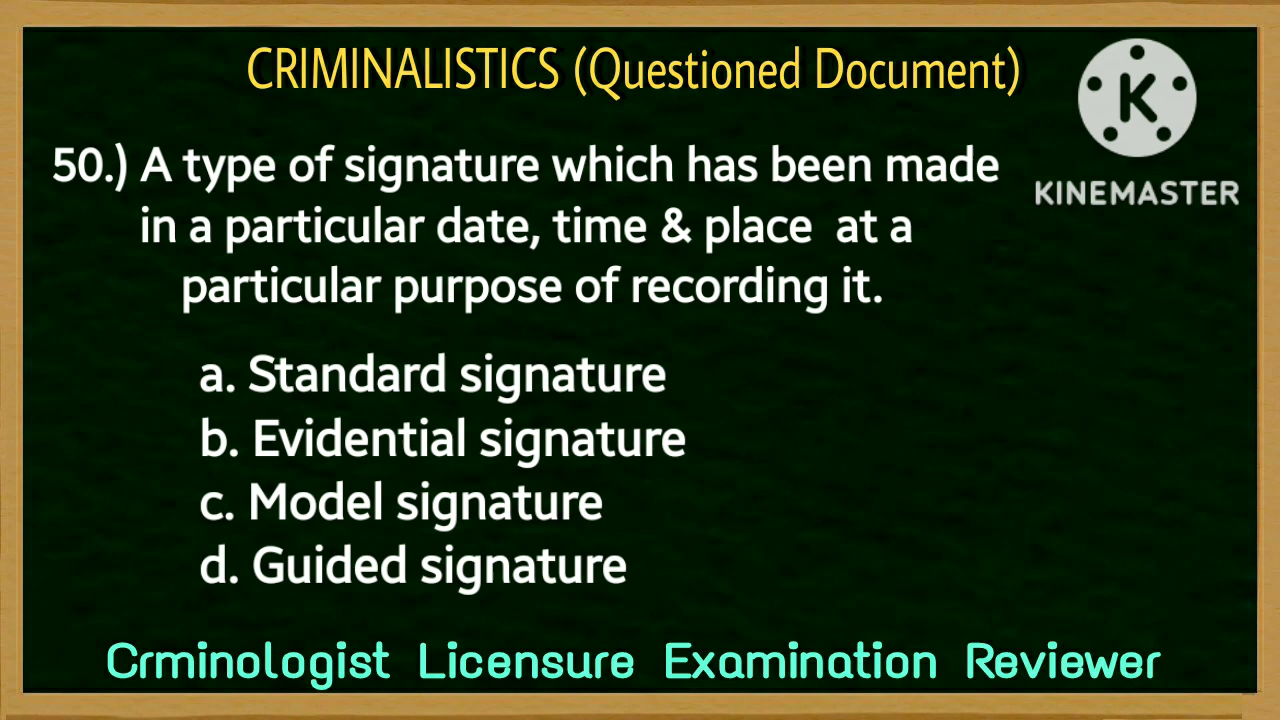 CRIMINALISTICS (Questioned Document)
K
KINEMASTER
50.) A type of signature which has been made
in a particular date, time & place at a
particular purpose of recording it.
a. Standard signature
b. Evidential signature
c. Model signature
d. Guided signature
Crminologist Licensure Examination Reviewer